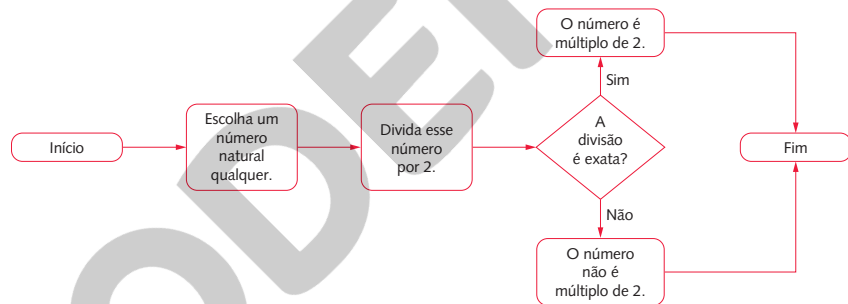 Início
Escolha um
número
natural
qualquer.
Divida esse
número
por 2.
A
divisão
é exata?
Sim
O número é
múltiplo de 2.
Não
O número
não é
múltiplo de 2.
Fim